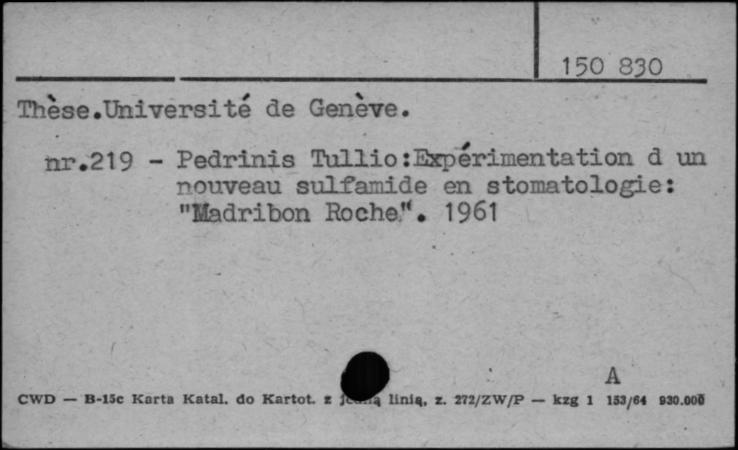 150 830
Thèse.Université de Genève.
nr.219 - Pedrinis Tullio:Expérimentation d un
nouveau sulfamide en stomatologie:
"Madribon Roche". 1961
A
CWD — B-15c Karta Katal. do Kartot. z jedną linią, z. 272/ZW/P — kzg 1 153/64 930.000